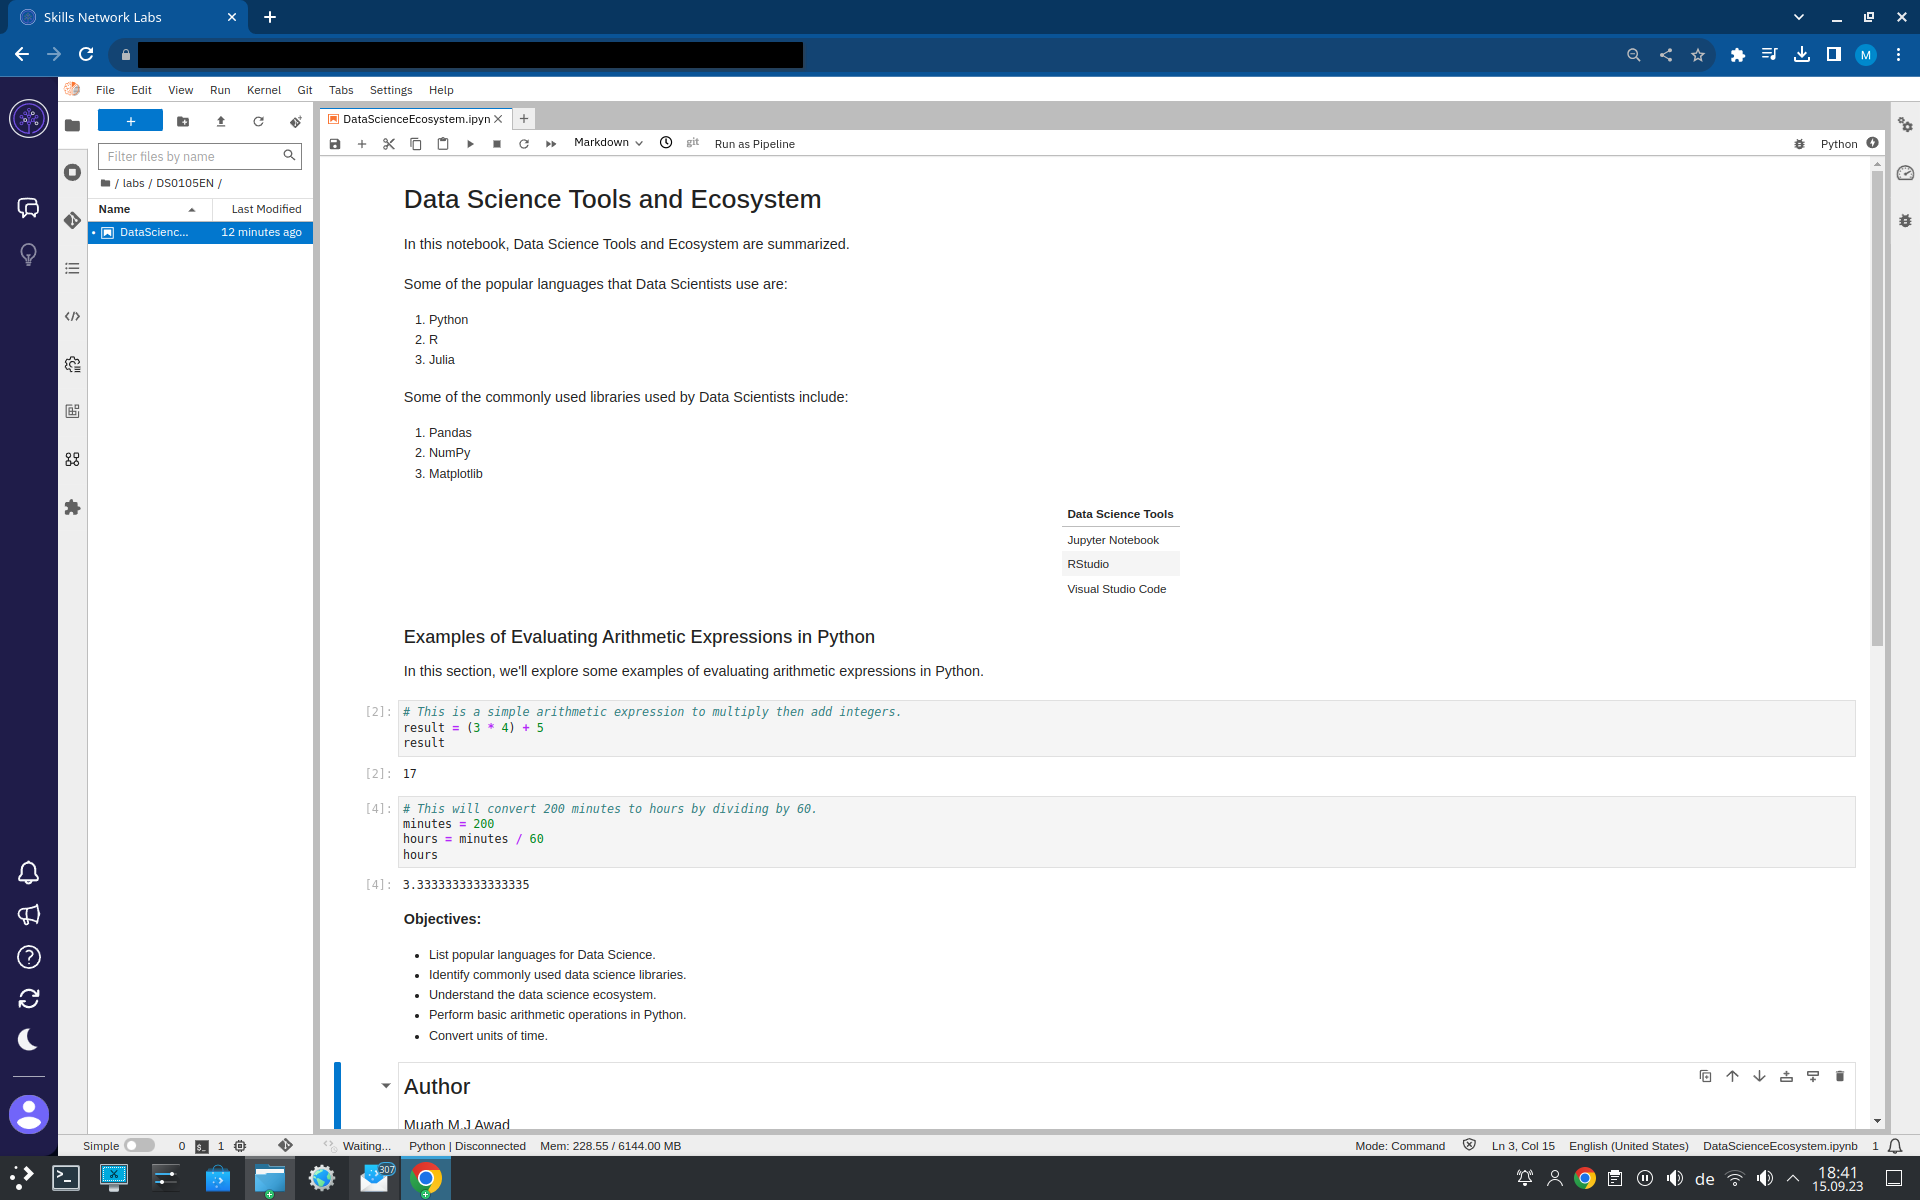 Skills Network Labs
M
File Edit View Run Kernel Git Tabs Settings Help
DataScienceEcosystem.ipyn
Filter files by name
Markdown git Run as Pipeline Python
/ labs / DS0105EN /
Name Last Modified
DataScienc... 12 minutes ago
Data Science Tools and Ecosystem
In this notebook, Data Science Tools and Ecosystem are summarized.
Some of the popular languages that Data Scientists use are:
1. Python
2. R
3. Julia
Some of the commonly used libraries used by Data Scientists include:
1. Pandas
2. NumPy
3. Matplotlib
Data Science Tools
Jupyter Notebook
RStudio
Visual Studio Code
Examples of Evaluating Arithmetic Expressions in Python
In this section, we'll explore some examples of evaluating arithmetic expressions in Python.
[2]: # This is a simple arithmetic expression to multiply then add integers.
result = (3 * 4) + 5
result
[2]: 17
[4]: # This will convert 200 minutes to hours by dividing by 60.
minutes = 200
hours = minutes / 60
hours
[4]: 3.3333333333333335
Objectives:
• List popular languages for Data Science.
• Identify commonly used data science libraries.
• Understand the data science ecosystem.
• Perform basic arithmetic operations in Python.
• Convert units of time.
Author
Muath M.J Awad
Simple 0 1 Waiting... Python | Disconnected Mem: 228.55 / 6144.00 MB Mode: Command Ln 3, Col 15 English (United States) DataScienceEcosystem.ipynb 1
307
de
18:41
15.09.23